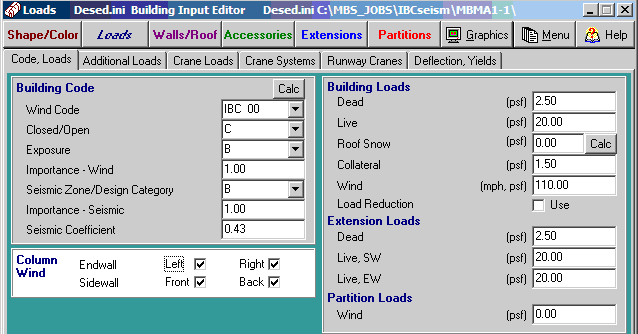 Loads Desed.ini Building Input Editor Desed.ini C:\MBS_JOBS\IBCseism\MBMA1-1\
Shape/Color Loads Walls/Roof Accessories Extensions Partitions Graphics Menu Help
Code, Loads Additional Loads Crane Loads Crane Systems Runway Cranes Deflection, Yields
Building Code Calc
Wind Code IBC 00
Closed/Open C
Exposure B
Importance - Wind 1.00
Seismic Zone/Design Category B
Importance - Seismic 1.00
Seismic Coefficient 0.43
Column Wind
Endwall Left Right
Sidewall Front Back
Building Loads
Dead (psf) 2.50
Live (psf) 20.00
Roof Snow (psf) 0.00 Calc
Collateral (psf) 1.50
Wind (mph, psf) 110.00
Load Reduction Use
Extension Loads
Dead (psf) 2.50
Live, SW (psf) 20.00
Live, EW (psf) 20.00
Partition Loads
Wind (psf) 0.00